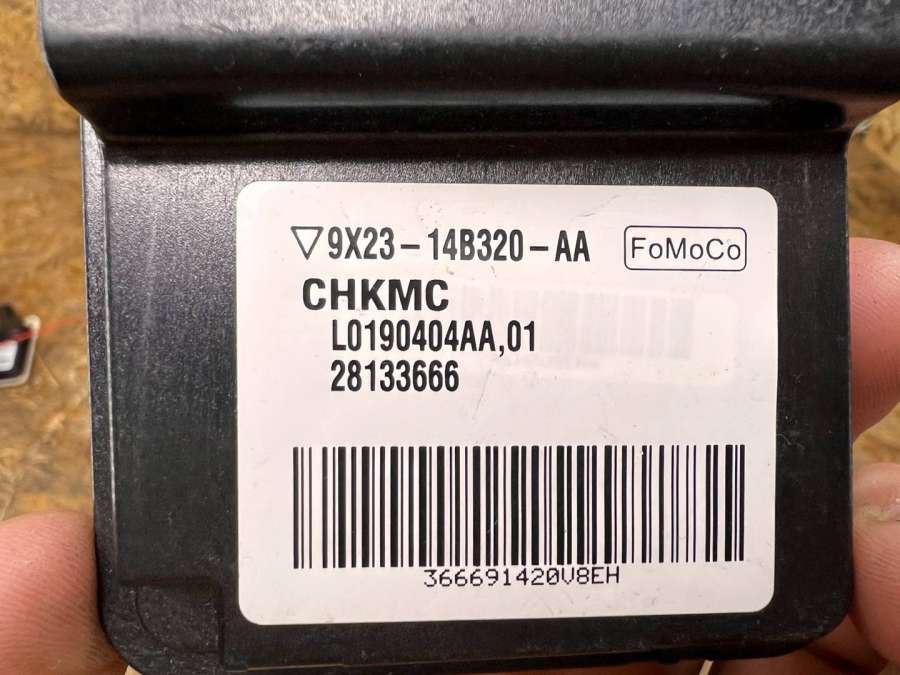 ▽9X23-14B320-AA FoMoCo
CHKMC
L0190404AA,01
28133666
366691420V8EH